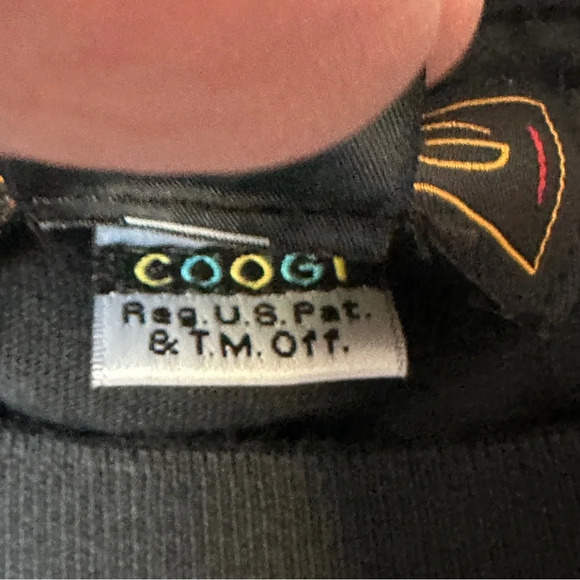 COOGI
Reg. U.S. Pat.
& T.M. Off.